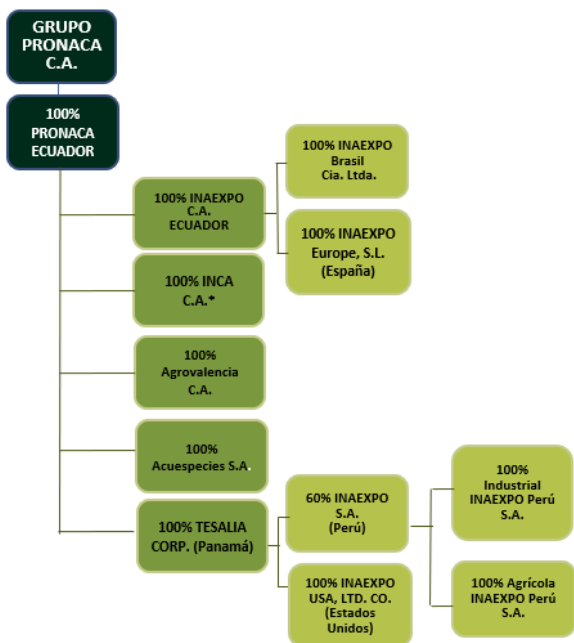 GRUPO
PRONACA
C.A.
100%
PRONACA
ECUADOR
100% INAEXPO
C.A.
ECUADOR
100% INAEXPO
Brasil
Cia. Ltda.
100% INAEXPO
Europe, S.L.
(España)
100% INCA
C.A.*
100%
Agrovalencia
C.A.
100%
Acuespecies S.A.
100% TESALIA
CORP. (Panamá)
60% INAEXPO
S.A.
(Perú)
100% INAEXPO
USA, LTD. CO.
(Estados
Unidos)
100%
Industrial
INAEXPO Perú
S.A.
100% Agrícola
INAEXPO Perú
S.A.